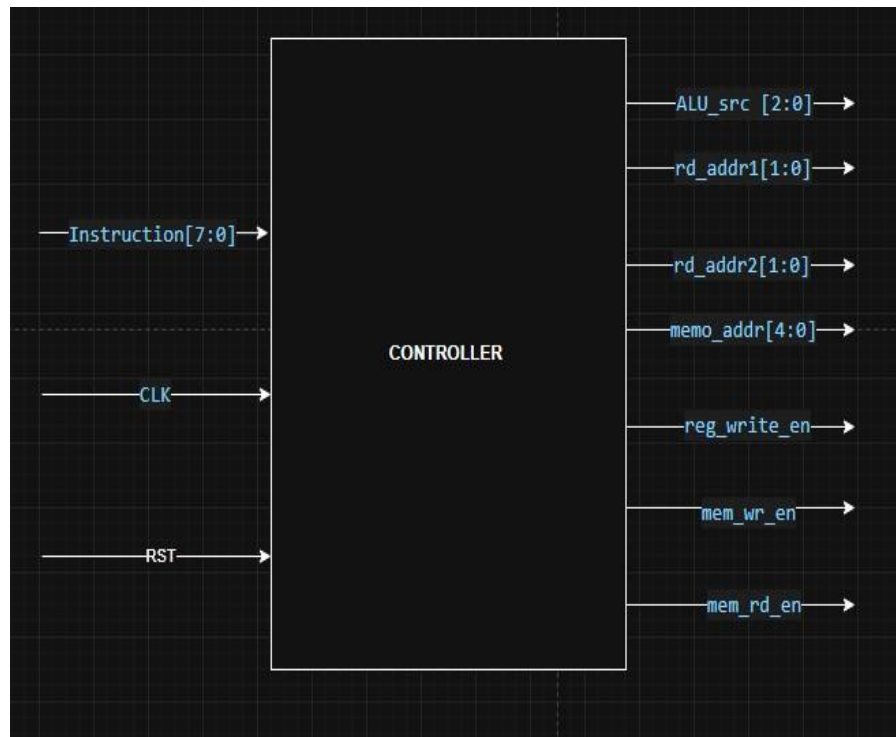 ALU_src [2:0]
rd_addr1[1:0]
Instruction[7:0]
rd_addr2[1:0]
memo_addr[4:0]
CONTROLLER
CLK
reg_write_en
mem_wr_en
RST
mem_rd_en